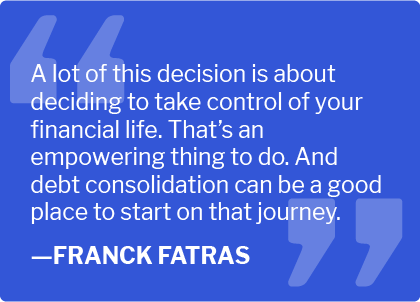 A lot of this decision is about
deciding to take control of your
financial life. That’s an
empowering thing to do. And
debt consolidation can be a good
place to start on that journey.
—FRANCK FATRAS